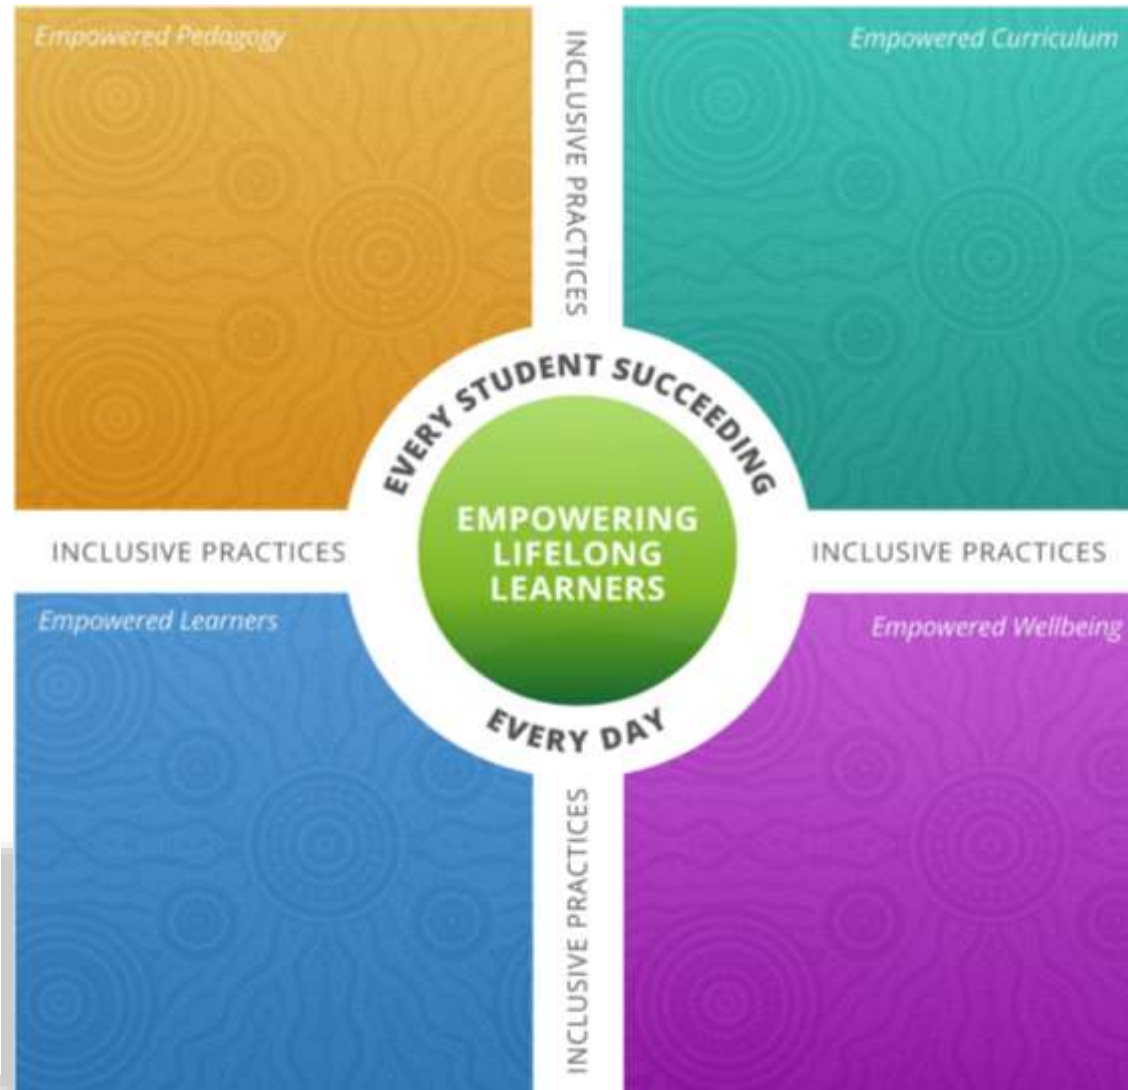 Empowered Pedagogy
INCLUSIVE PRACTICES
Empowered Curriculum
EVERY STUDENT SUCCEEDING
EMPOWERING
LIFELONG
LEARNERS
EVERY DAY
INCLUSIVE PRACTICES
INCLUSIVE PRACTICES
Empowered Learners
Empowered Wellbeing
INCLUSIVE PRACTICES